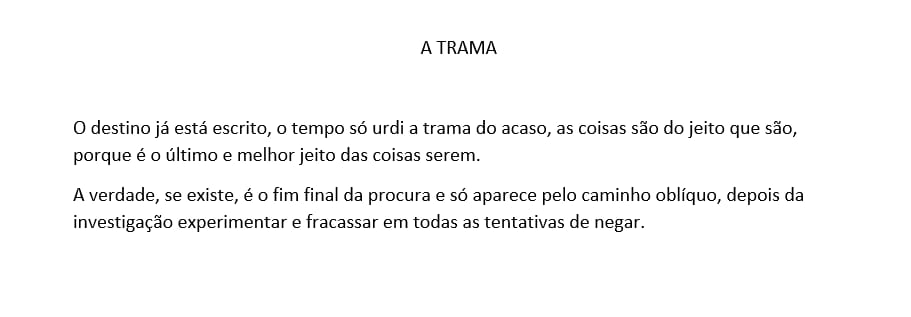 A TRAMA
O destino já está escrito, o tempo só urdi a trama do acaso, as coisas são do jeito que são,
porque é o último e melhor jeito das coisas serem.
A verdade, se existe, é o fim final da procura e só aparece pelo caminho oblíquo, depois da
investigação experimentar e fracassar em todas as tentativas de negar.